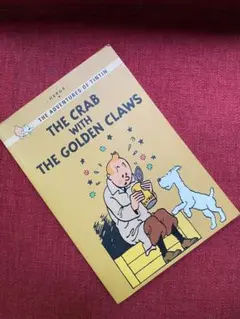 HERGÉ
THE ADVENTURES OF TINTIN
THE CRAB
WITH
THE GOLDEN CLAWS